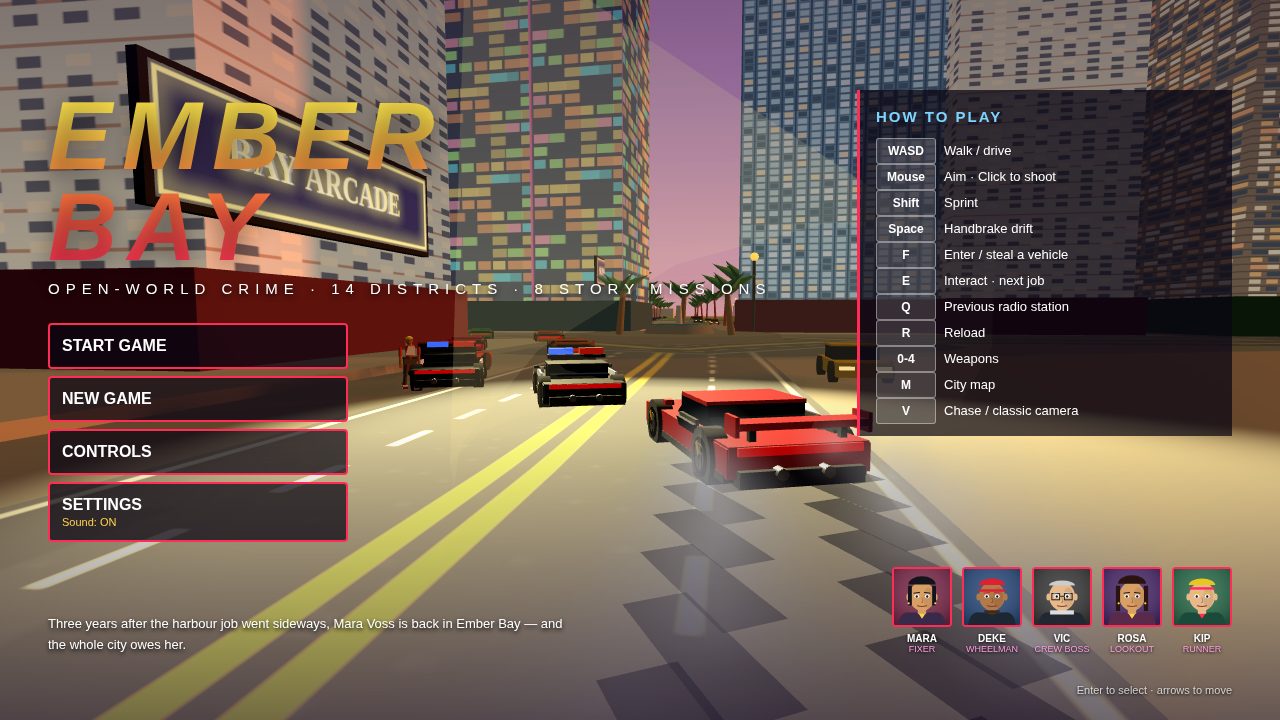 EMBER
BAY
BAY ARCADE
OPEN-WORLD CRIME · 14 DISTRICTS · 8 STORY MISSIONS
START GAME
NEW GAME
CONTROLS
SETTINGS
Sound: ON
Three years after the harbour job went sideways, Mara Voss is back in Ember Bay — and
the whole city owes her.
HOW TO PLAY
WASD Walk / drive
Mouse Aim · Click to shoot
Shift Sprint
Space Handbrake drift
F Enter / steal a vehicle
E Interact · next job
Q Previous radio station
R Reload
0-4 Weapons
M City map
V Chase / classic camera
MARA DEKE VIC ROSA KIP
FIXER WHEELMAN CREW BOSS LOOKOUT RUNNER
Enter to select · arrows to move